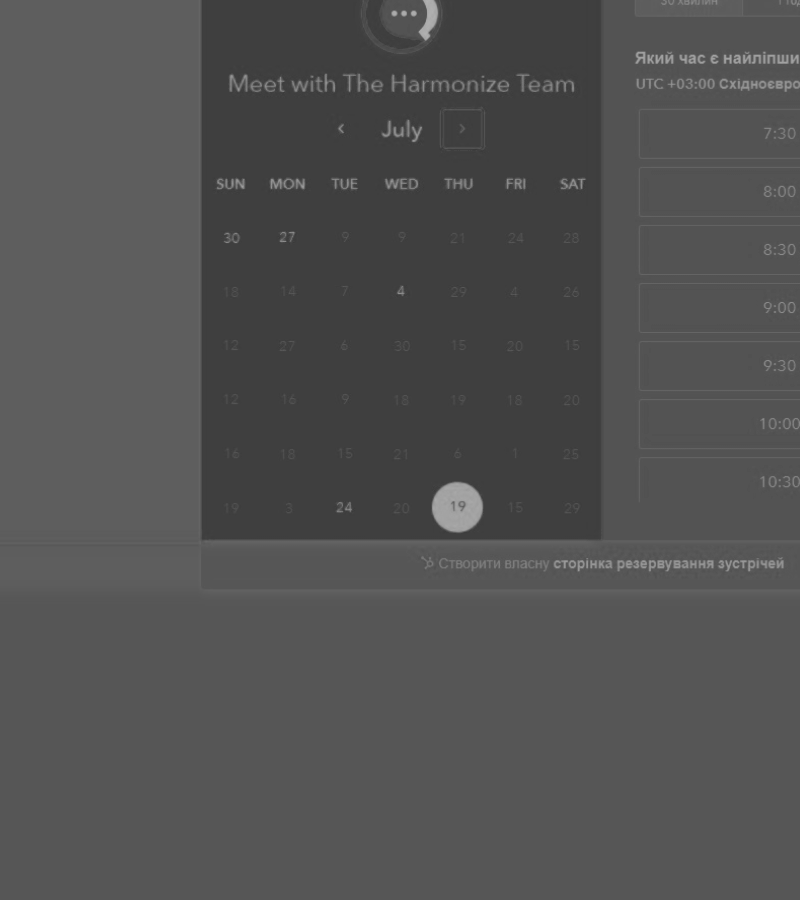 30 хвилин
Meet with The Harmonize Team
July
SUN MON TUE WED THU FRI SAT
30 27 9 9 21 24 28
18 14 7 4 29 4 26
12 27 6 30 15 20 15
12 16 9 18 19 18 20
16 18 15 21 6 1 25
19 3 24 20 19 15 29
Який час є найліпши
UTC +03:00 Східноєвро
7:30
8:00
8:30
9:00
9:30
10:00
10:30
Створити власну сторінка резервування зустрічей